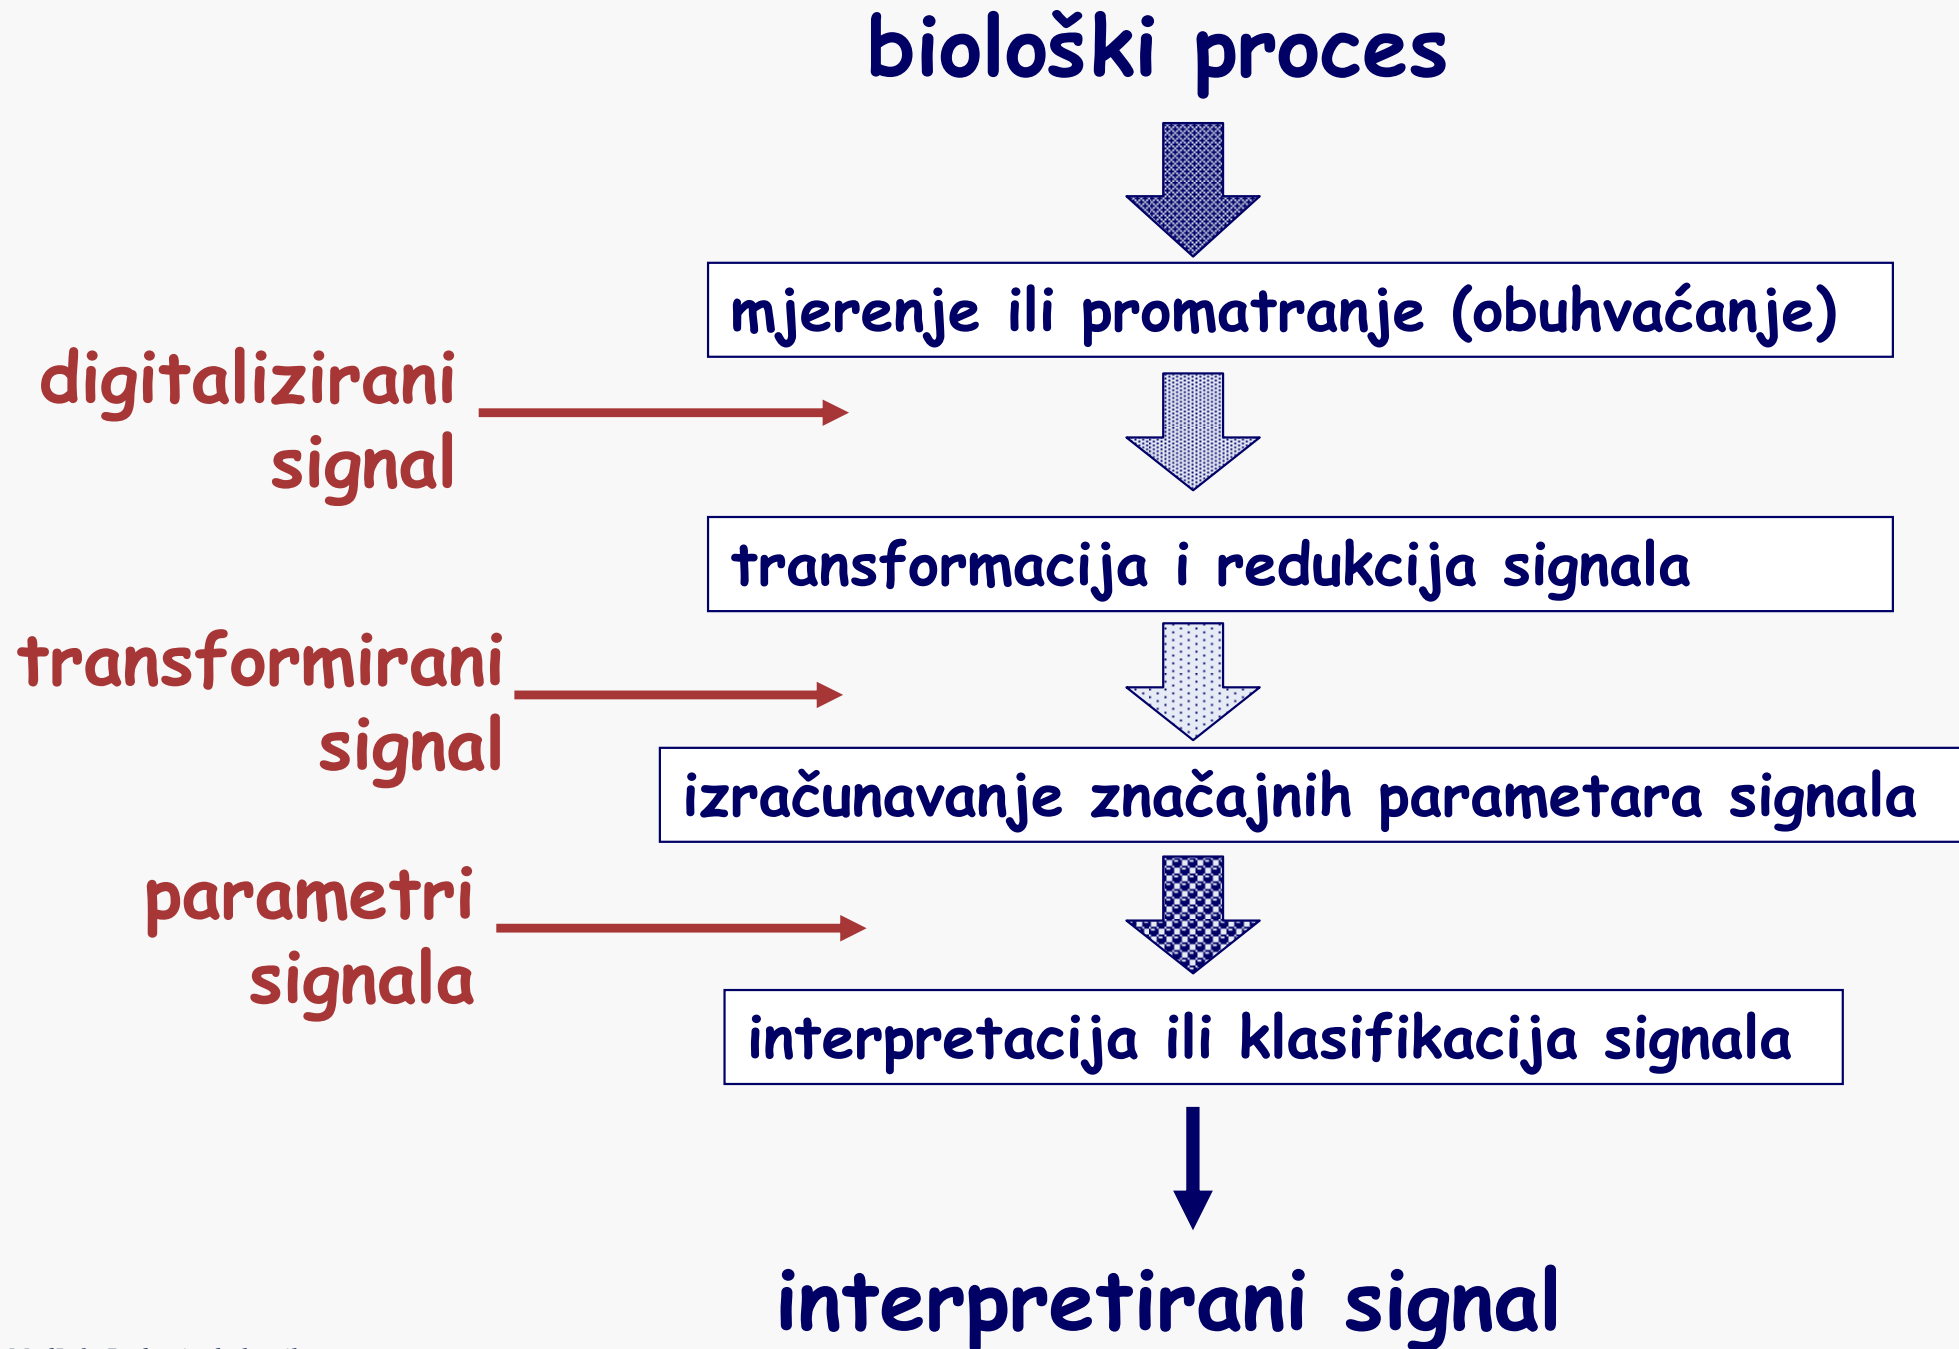 biološki proces
mjerenje ili promatranje (obuhvaćanje)
digitalizirani
signal
transformacija i redukcija signala
transformirani
signal
izračunavanje značajnih parametara signala
parametri
signala
interpretacija ili klasifikacija signala
interpretirani signal